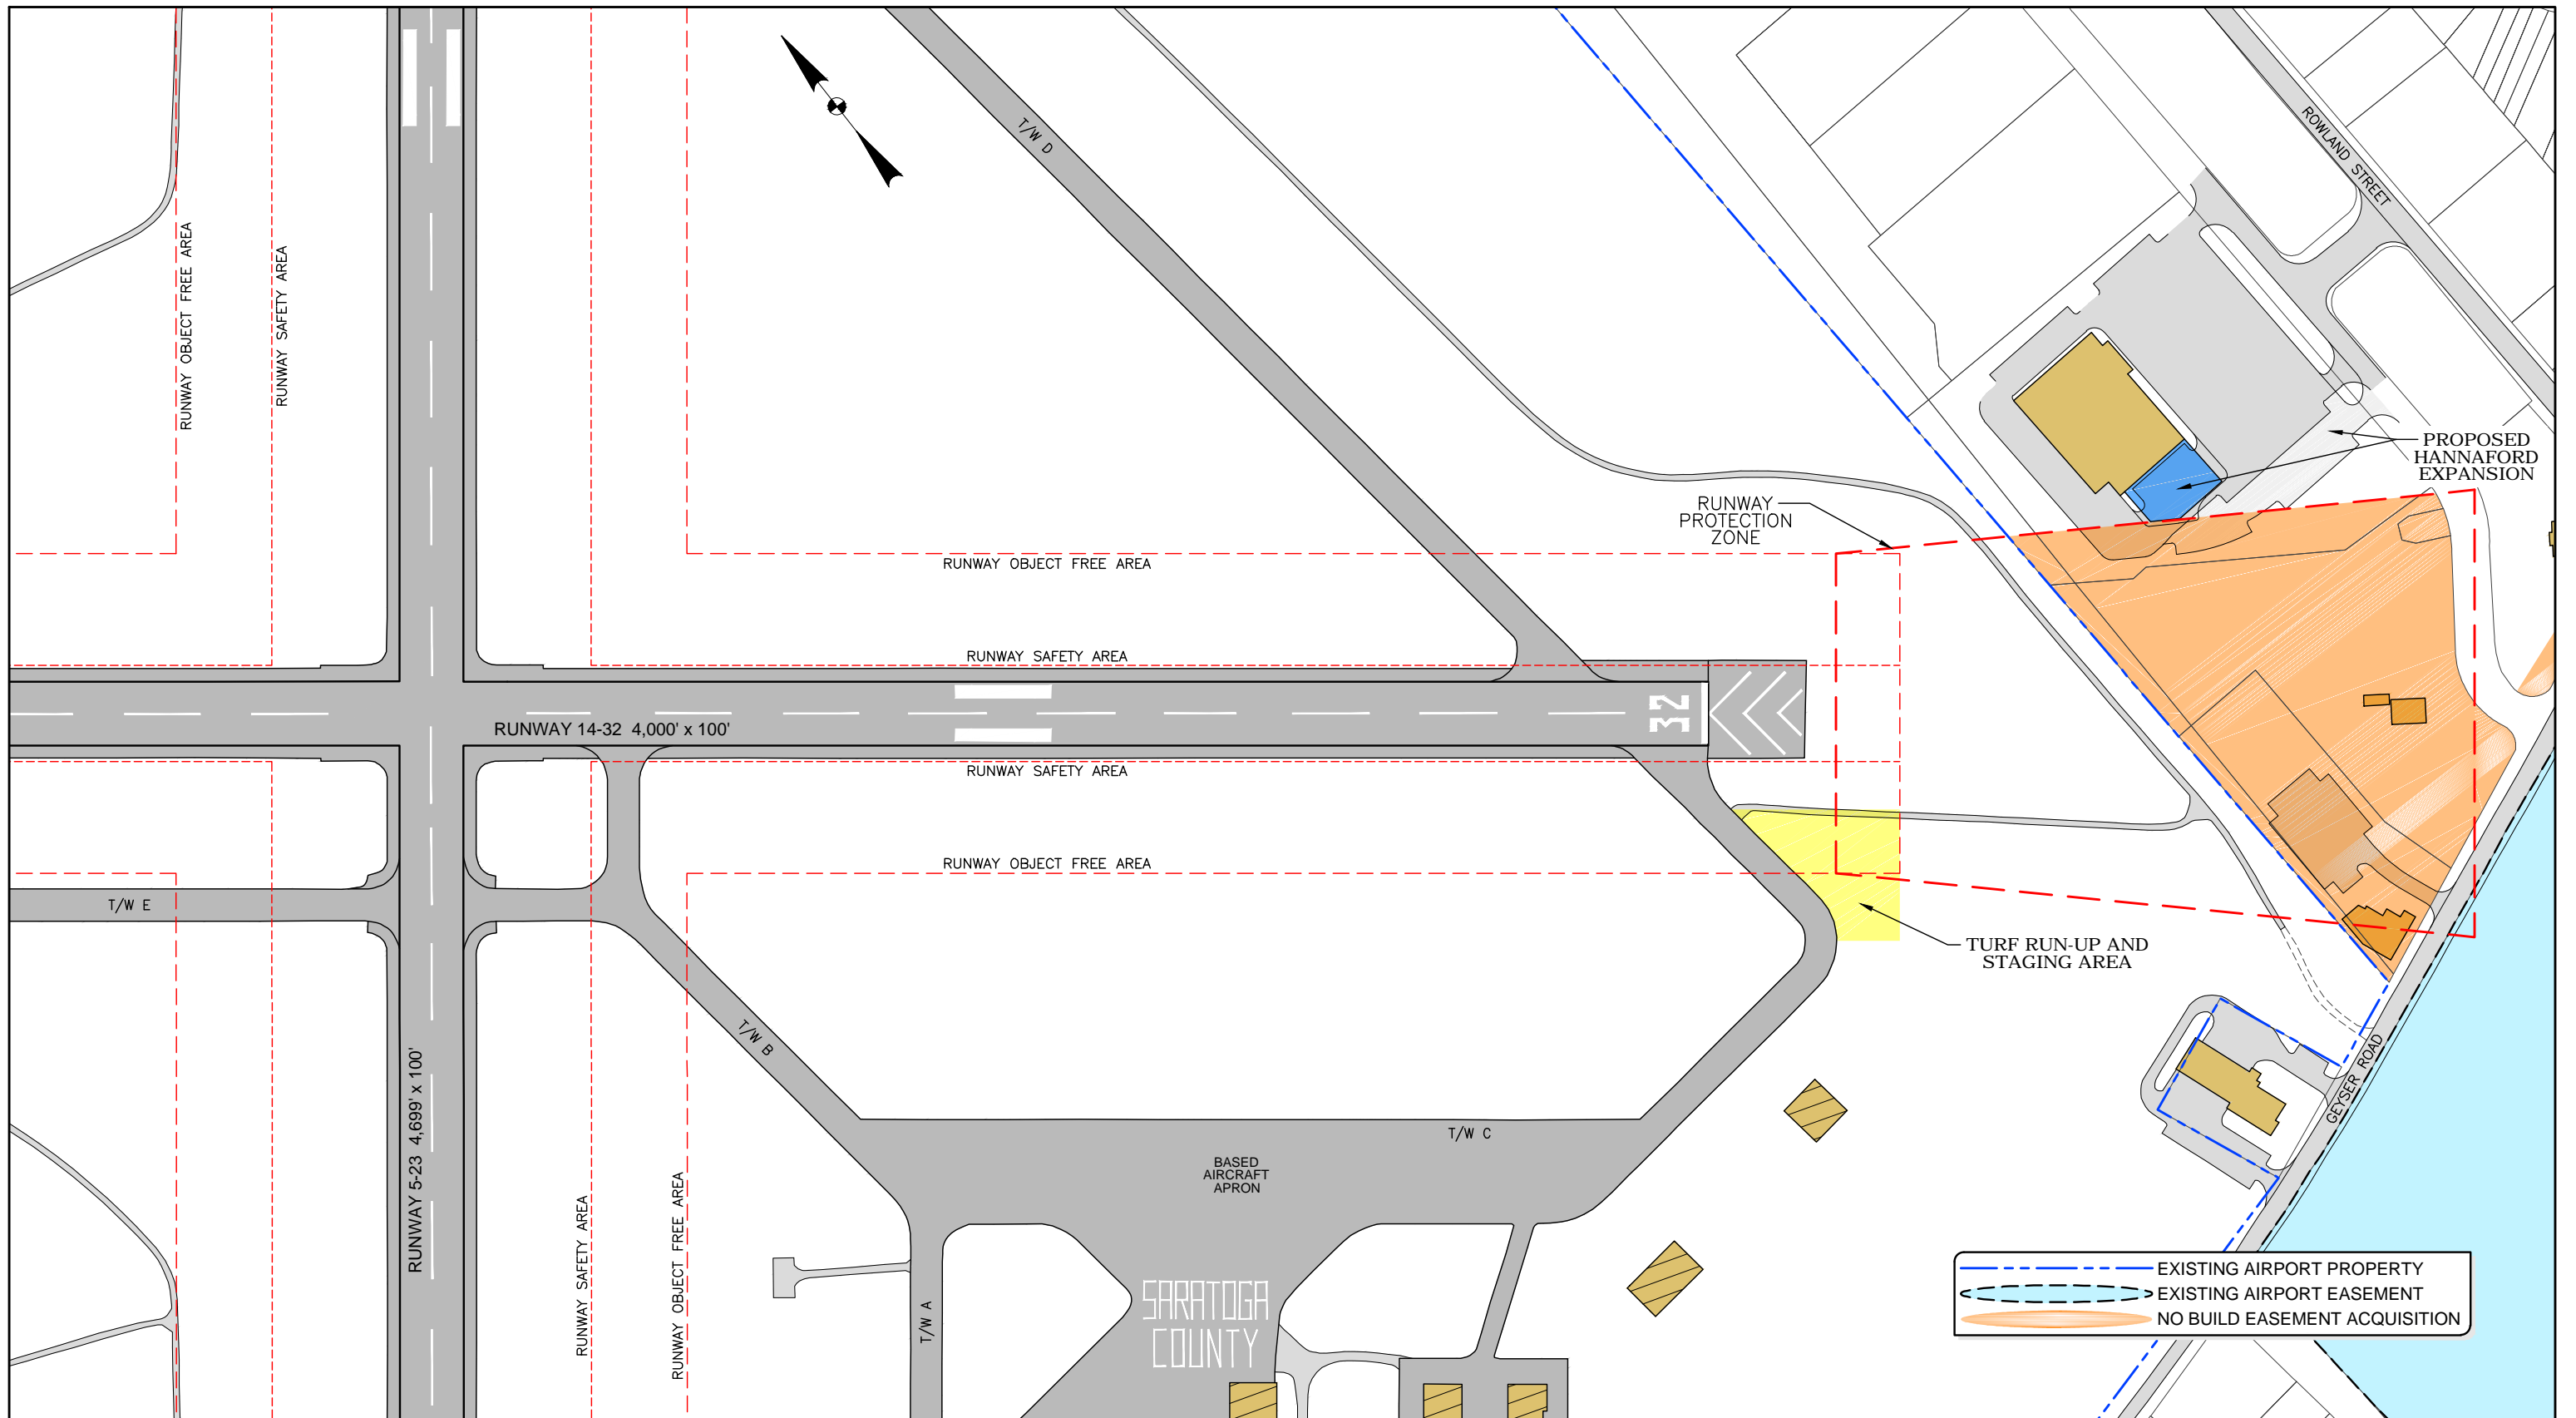 T/W D
ROWLAND STREET
RUNWAY OBJECT FREE AREA
RUNWAY SAFETY AREA
PROPOSED
HANNAFORD
EXPANSION
RUNWAY
PROTECTION
ZONE
RUNWAY OBJECT FREE AREA
RUNWAY SAFETY AREA
32
RUNWAY 14-32 4,000' x 100'
RUNWAY SAFETY AREA
RUNWAY OBJECT FREE AREA
T/W E
TURF RUN-UP AND
STAGING AREA
T/W B
RUNWAY 5-23 4,699' x 100'
GEYSER ROAD
T/W C
BASED
AIRCRAFT
APRON
RUNWAY SAFETY AREA
RUNWAY OBJECT FREE AREA
T/W A
SARATOGA
COUNTY
EXISTING AIRPORT PROPERTY
EXISTING AIRPORT EASEMENT
NO BUILD EASEMENT ACQUISITION